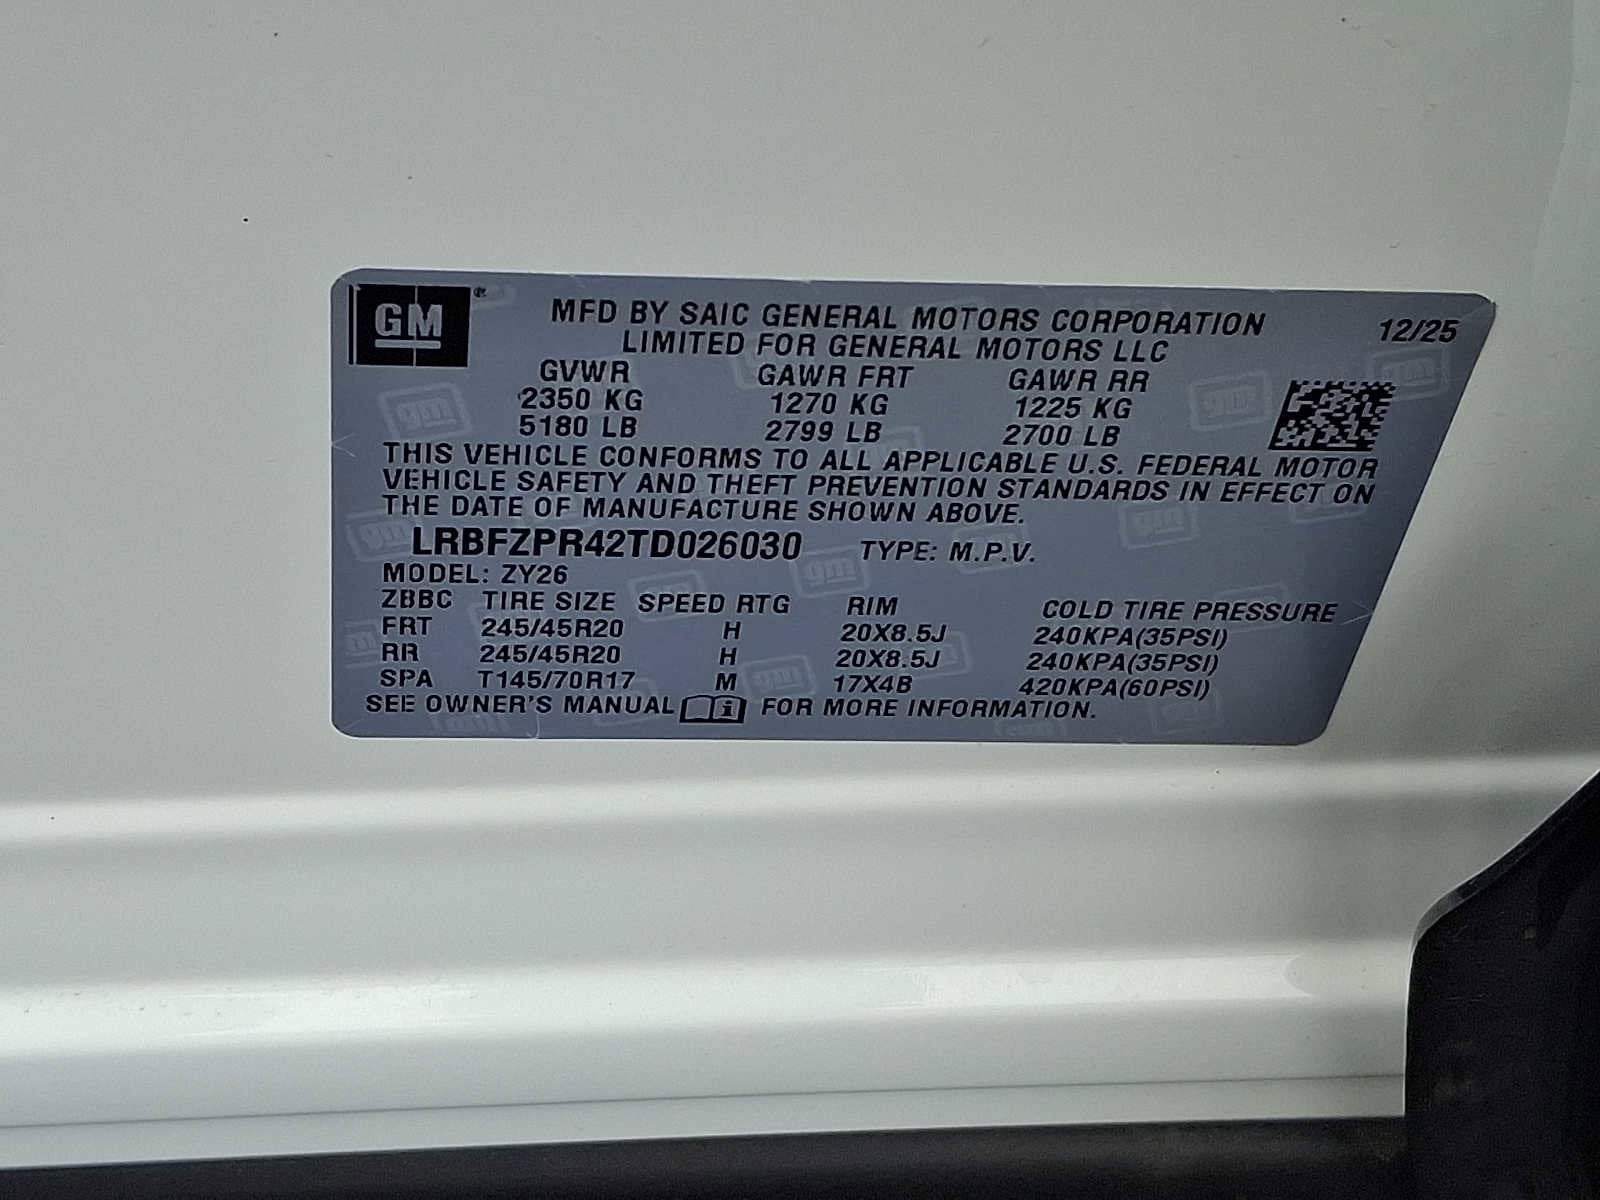 GM
MFD BY SAIC GENERAL MOTORS CORPORATION
LIMITED FOR GENERAL MOTORS LLC
12/25
GVWR GAWR FRT GAWR RR
2350 KG 1270 KG 1225 KG
5180 LB 2799 LB 2700 LB
THIS VEHICLE CONFORMS TO ALL APPLICABLE U.S. FEDERAL MOTOR
VEHICLE SAFETY AND THEFT PREVENTION STANDARDS IN EFFECT ON
THE DATE OF MANUFACTURE SHOWN ABOVE.
LRBFZPR42TD026030 TYPE: M.P.V.
MODEL: ZY26
ZBBC TIRE SIZE SPEED RTG RIM COLD TIRE PRESSURE
FRT 245/45R20 H 20X8.5J 240KPA(35PSI)
RR 245/45R20 H 20X8.5J 240KPA(35PSI)
SPA T145/70R17 M 17X4B 420KPA(60PSI)
SEE OWNER'S MANUAL FOR MORE INFORMATION.